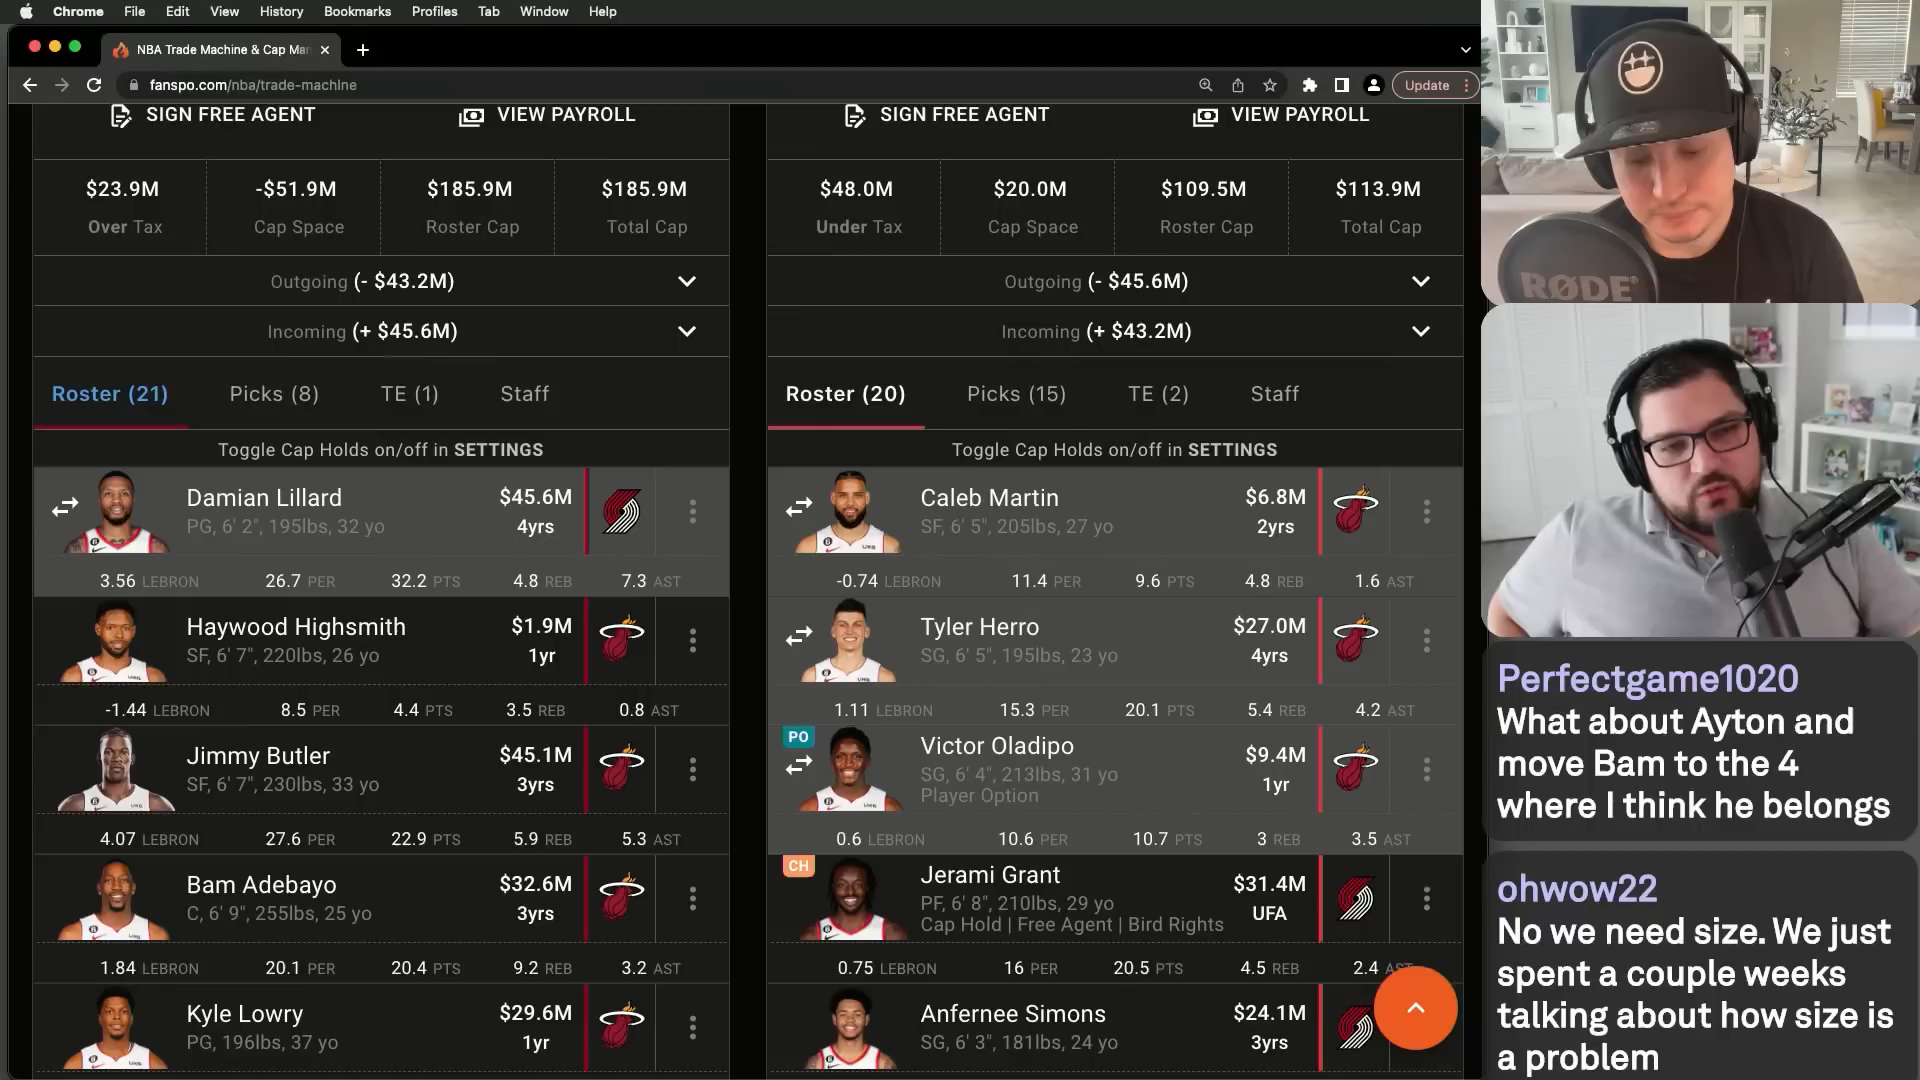 Chrome File Edit View History Bookmarks Profiles Tab Window Help
NBA Trade Machine & Cap Man
fanspo.com/nba/trade-machine
Update
SIGN FREE AGENT
VIEW PAYROLL
$23.9M -$51.9M $185.9M $185.9M
Over Tax Cap Space Roster Cap Total Cap
Outgoing (- $43.2M)
Incoming (+ $45.6M)
Roster (21) Picks (8) TE (1) Staff
Toggle Cap Holds on/off in SETTINGS
Damian Lillard $45.6M
PG, 6' 2", 195lbs, 32 yo 4yrs
3.56 LEBRON 26.7 PER 32.2 PTS 4.8 REB 7.3 AST
Haywood Highsmith $1.9M
SF, 6' 7", 220lbs, 26 yo 1yr
-1.44 LEBRON 8.5 PER 4.4 PTS 3.5 REB 0.8 AST
Jimmy Butler $45.1M
SF, 6' 7", 230lbs, 33 yo 3yrs
4.07 LEBRON 27.6 PER 22.9 PTS 5.9 REB 5.3 AST
Bam Adebayo $32.6M
C, 6' 9", 255lbs, 25 yo 3yrs
1.84 LEBRON 20.1 PER 20.4 PTS 9.2 REB 3.2 AST
Kyle Lowry $29.6M
PG, 196lbs, 37 yo 1yr
SIGN FREE AGENT
VIEW PAYROLL
$48.0M $20.0M $109.5M $113.9M
Under Tax Cap Space Roster Cap Total Cap
Outgoing (- $45.6M)
Incoming (+ $43.2M)
Roster (20) Picks (15) TE (2) Staff
Toggle Cap Holds on/off in SETTINGS
Caleb Martin $6.8M
SF, 6' 5", 205lbs, 27 yo 2yrs
-0.74 LEBRON 11.4 PER 9.6 PTS 4.8 REB 1.6 AST
Tyler Herro $27.0M
SG, 6' 5", 195lbs, 23 yo 4yrs
1.11 LEBRON 15.3 PER 20.1 PTS 5.4 REB 4.2 AST
PO
Victor Oladipo $9.4M
SG, 6' 4", 213lbs, 31 yo 1yr
Player Option
0.6 LEBRON 10.6 PER 10.7 PTS 3 REB 3.5 AST
CH
Jerami Grant $31.4M
PF, 6' 8", 210lbs, 29 yo UFA
Cap Hold | Free Agent | Bird Rights
0.75 LEBRON 16 PER 20.5 PTS 4.5 REB 2.4 AST
Anfernee Simons $24.1M
SG, 6' 3", 181lbs, 24 yo 3yrs
RØDE
Perfectgame1020
What about Ayton and
move Bam to the 4
where I think he belongs
ohwow22
No we need size. We just
spent a couple weeks
talking about how size is
a problem